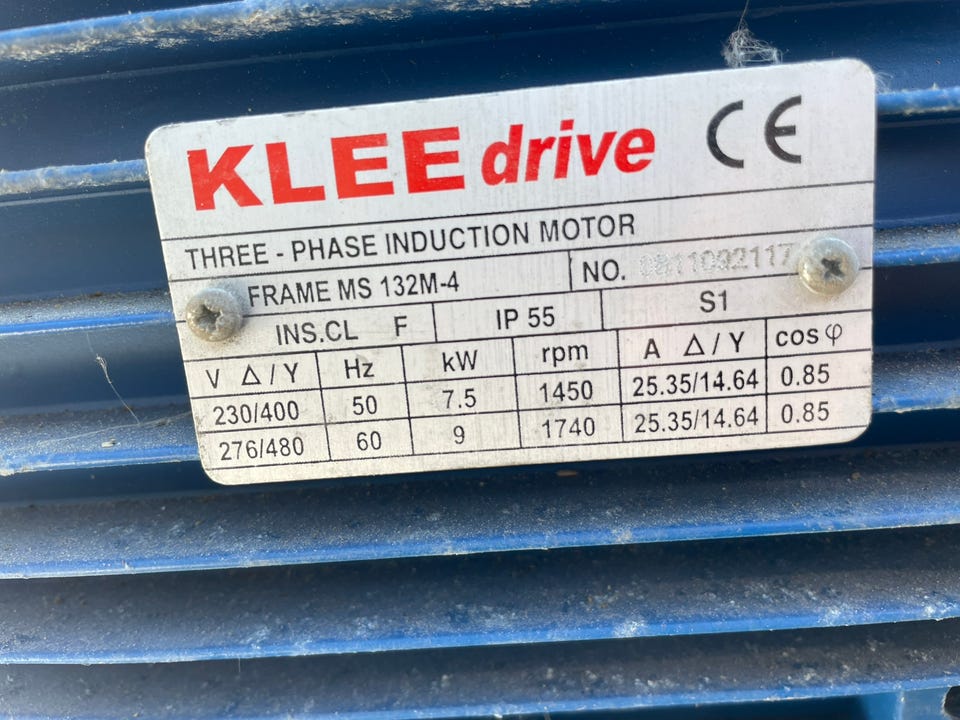 KLEE drive CE
THREE - PHASE INDUCTION MOTOR
FRAME MS 132M-4 NO. 0811092117
INS.CL F IP 55 S1
V Δ / Y Hz kW rpm A Δ / Y cos φ
230/400 50 7.5 1450 25.35/14.64 0.85
276/480 60 9 1740 25.35/14.64 0.85